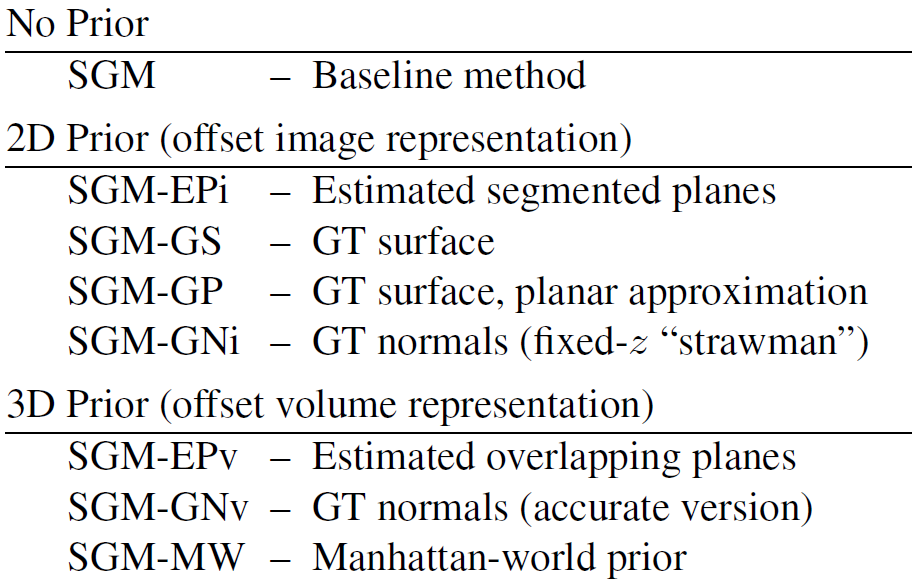 No Prior
SGM – Baseline method
2D Prior (offset image representation)
SGM-EPi – Estimated segmented planes
SGM-GS – GT surface
SGM-GP – GT surface, planar approximation
SGM-GNi – GT normals (fixed-z “strawman”)
3D Prior (offset volume representation)
SGM-EPv – Estimated overlapping planes
SGM-GNv – GT normals (accurate version)
SGM-MW – Manhattan-world prior